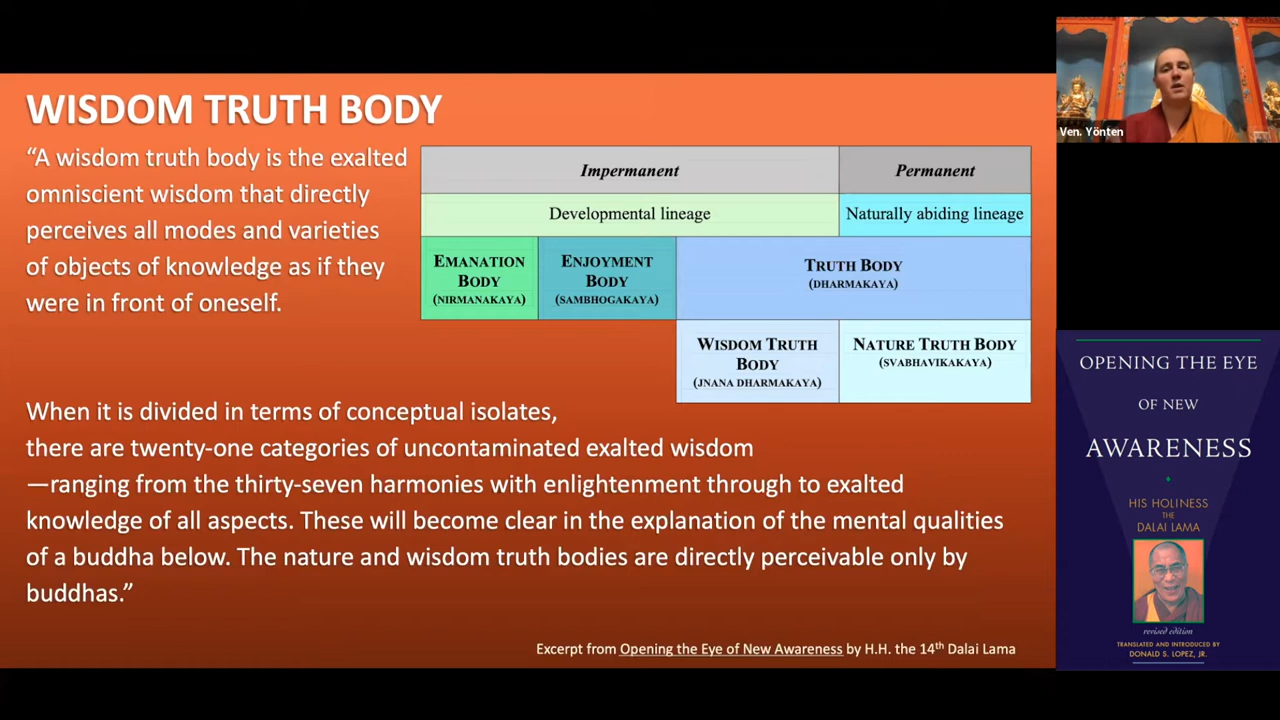 WISDOM TRUTH BODY
“A wisdom truth body is the exalted
omniscient wisdom that directly
perceives all modes and varieties
of objects of knowledge as if they
were in front of oneself.
Impermanent
Permanent
Developmental lineage
Naturally abiding lineage
EMANATION
BODY
(NIRMANAKAYA)
ENJOYMENT
BODY
(SAMBHOGAKAYA)
TRUTH BODY
(DHARMAKAYA)
WISDOM TRUTH
BODY
(JNANA DHARMAKAYA)
NATURE TRUTH BODY
(SVABHAVIKAKAYA)
When it is divided in terms of conceptual isolates,
there are twenty-one categories of uncontaminated exalted wisdom
—ranging from the thirty-seven harmonies with enlightenment through to exalted
knowledge of all aspects. These will become clear in the explanation of the mental qualities
of a buddha below. The nature and wisdom truth bodies are directly perceivable only by
buddhas.”
Excerpt from Opening the Eye of New Awareness by H.H. the 14th Dalai Lama
Ven. Yönten
OPENING THE EYE
OF NEW
AWARENESS
HIS HOLINESS
THE
DALAI LAMA
revised edition
TRANSLATED AND INTRODUCED BY
DONALD S. LOPEZ, JR.